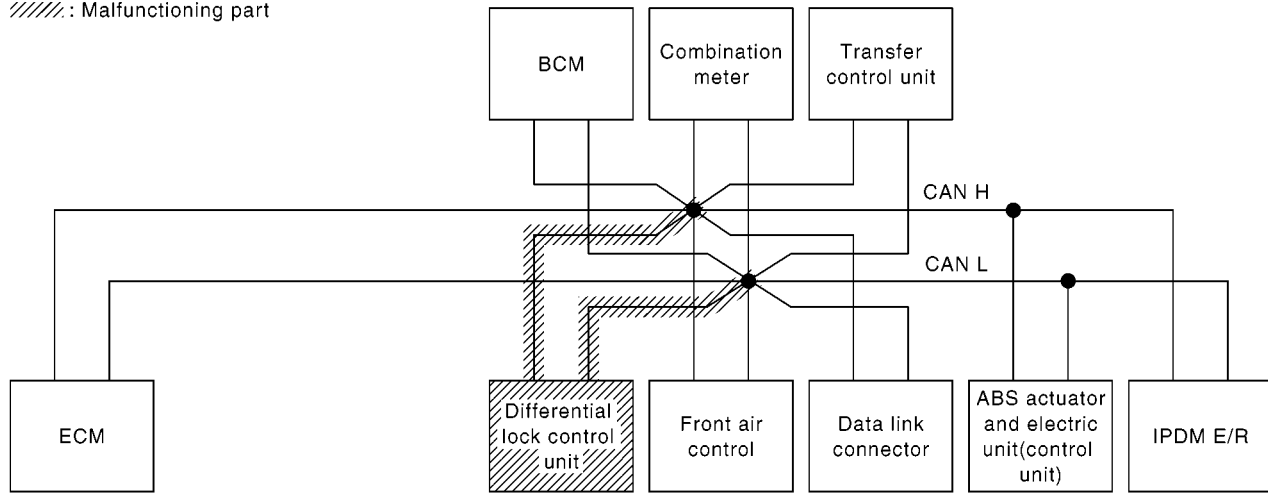 : Malfunctioning part
BCM
Combination
meter
Transfer
control unit
CAN H
CAN L
ECM
Differential
lock control
unit
Front air
control
Data link
connector
ABS actuator
and electric
unit(control
unit)
IPDM E/R